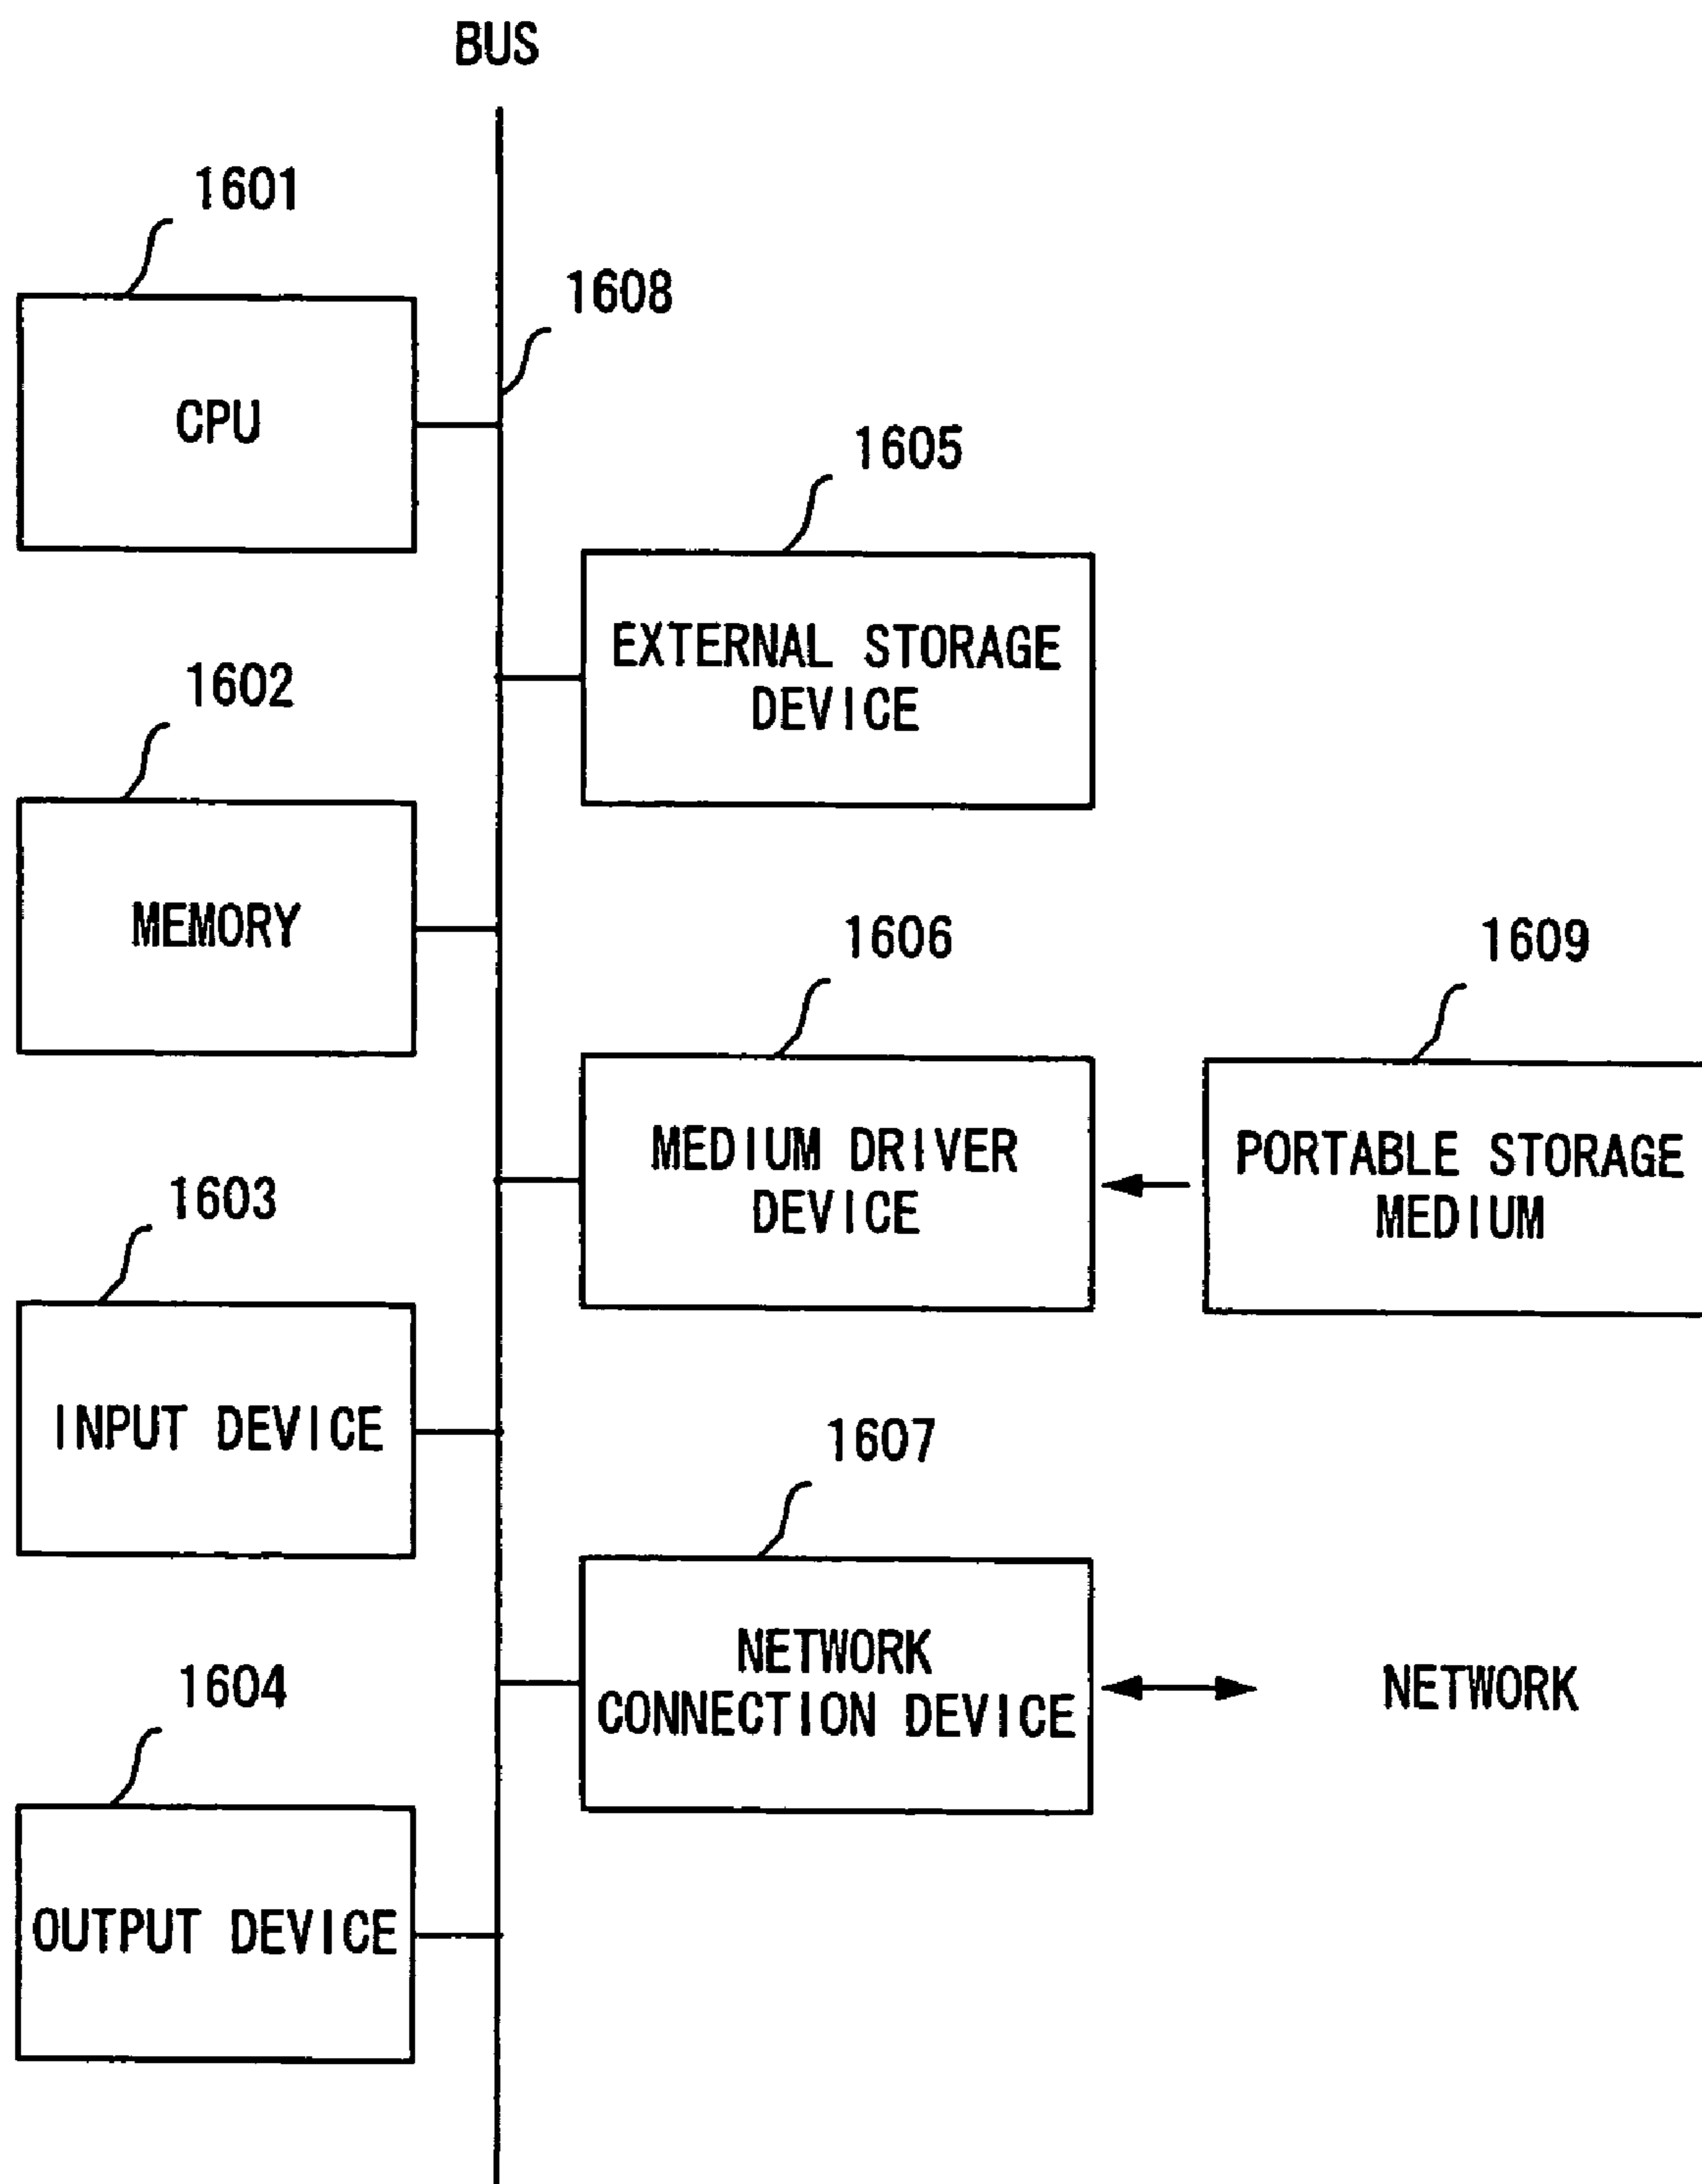 BUS
1601
1608
CPU
1605
EXTERNAL STORAGE
DEVICE
1602
MEMORY
1606
1609
MEDIUM DRIVER
DEVICE
PORTABLE STORAGE
MEDIUM
1603
INPUT DEVICE
1607
NETWORK
CONNECTION DEVICE
NETWORK
1604
OUTPUT DEVICE